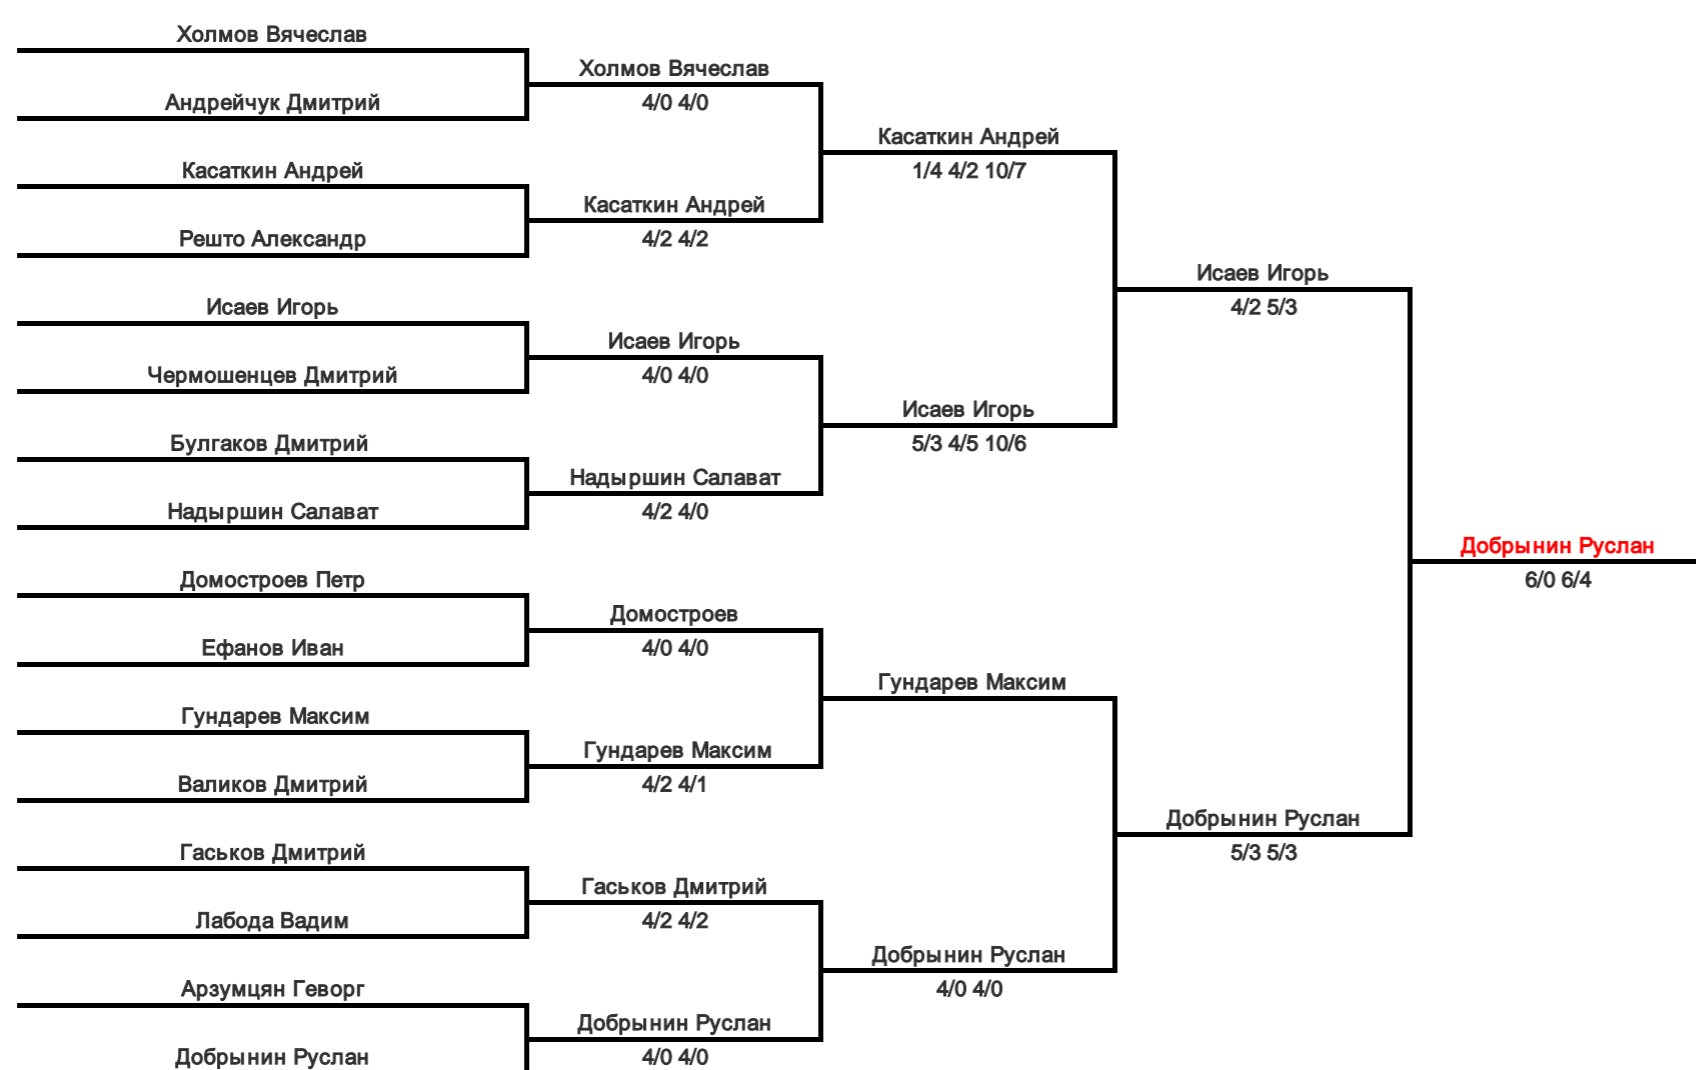 Холмов Вячеслав
Андрейчук Дмитрий
Касаткин Андрей
Решто Александр
Исаев Игорь
Чермошенцев Дмитрий
Булгаков Дмитрий
Надыршин Салават
Домостроев Петр
Ефанов Иван
Гундарев Максим
Валиков Дмитрий
Гаськов Дмитрий
Лабода Вадим
Арзумцян Геворг
Добрынин Руслан
Холмов Вячеслав
4/0 4/0
Касаткин Андрей
4/2 4/2
Исаев Игорь
4/0 4/0
Надыршин Салават
4/2 4/0
Домостроев
4/0 4/0
Гундарев Максим
4/2 4/1
Гаськов Дмитрий
4/2 4/2
Добрынин Руслан
4/0 4/0
Касаткин Андрей
1/4 4/2 10/7
Исаев Игорь
5/3 4/5 10/6
Гундарев Максим
Добрынин Руслан
4/0 4/0
Исаев Игорь
4/2 5/3
Добрынин Руслан
5/3 5/3
Добрынин Руслан
6/0 6/4